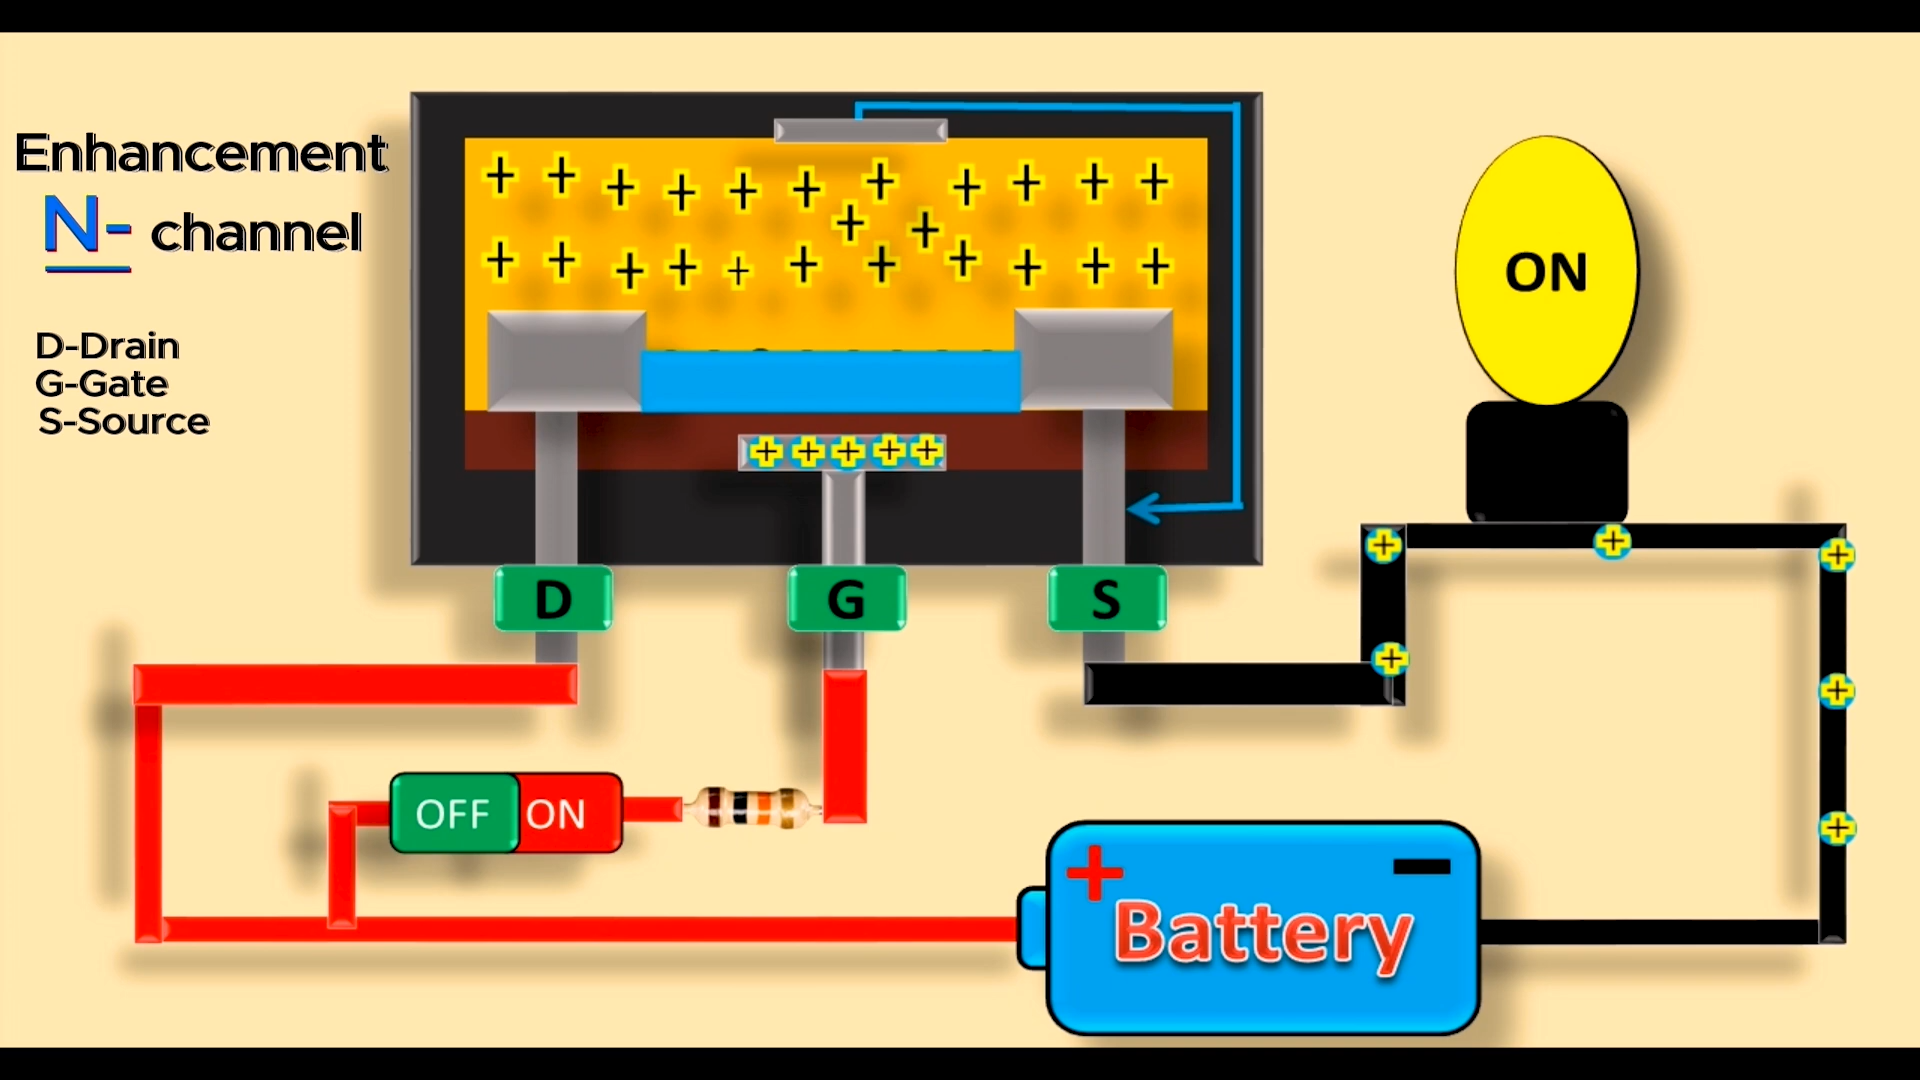 Enhancement
N- channel
D-Drain
G-Gate
S-Source
D
G
S
ON
OFF ON
+ −
Battery